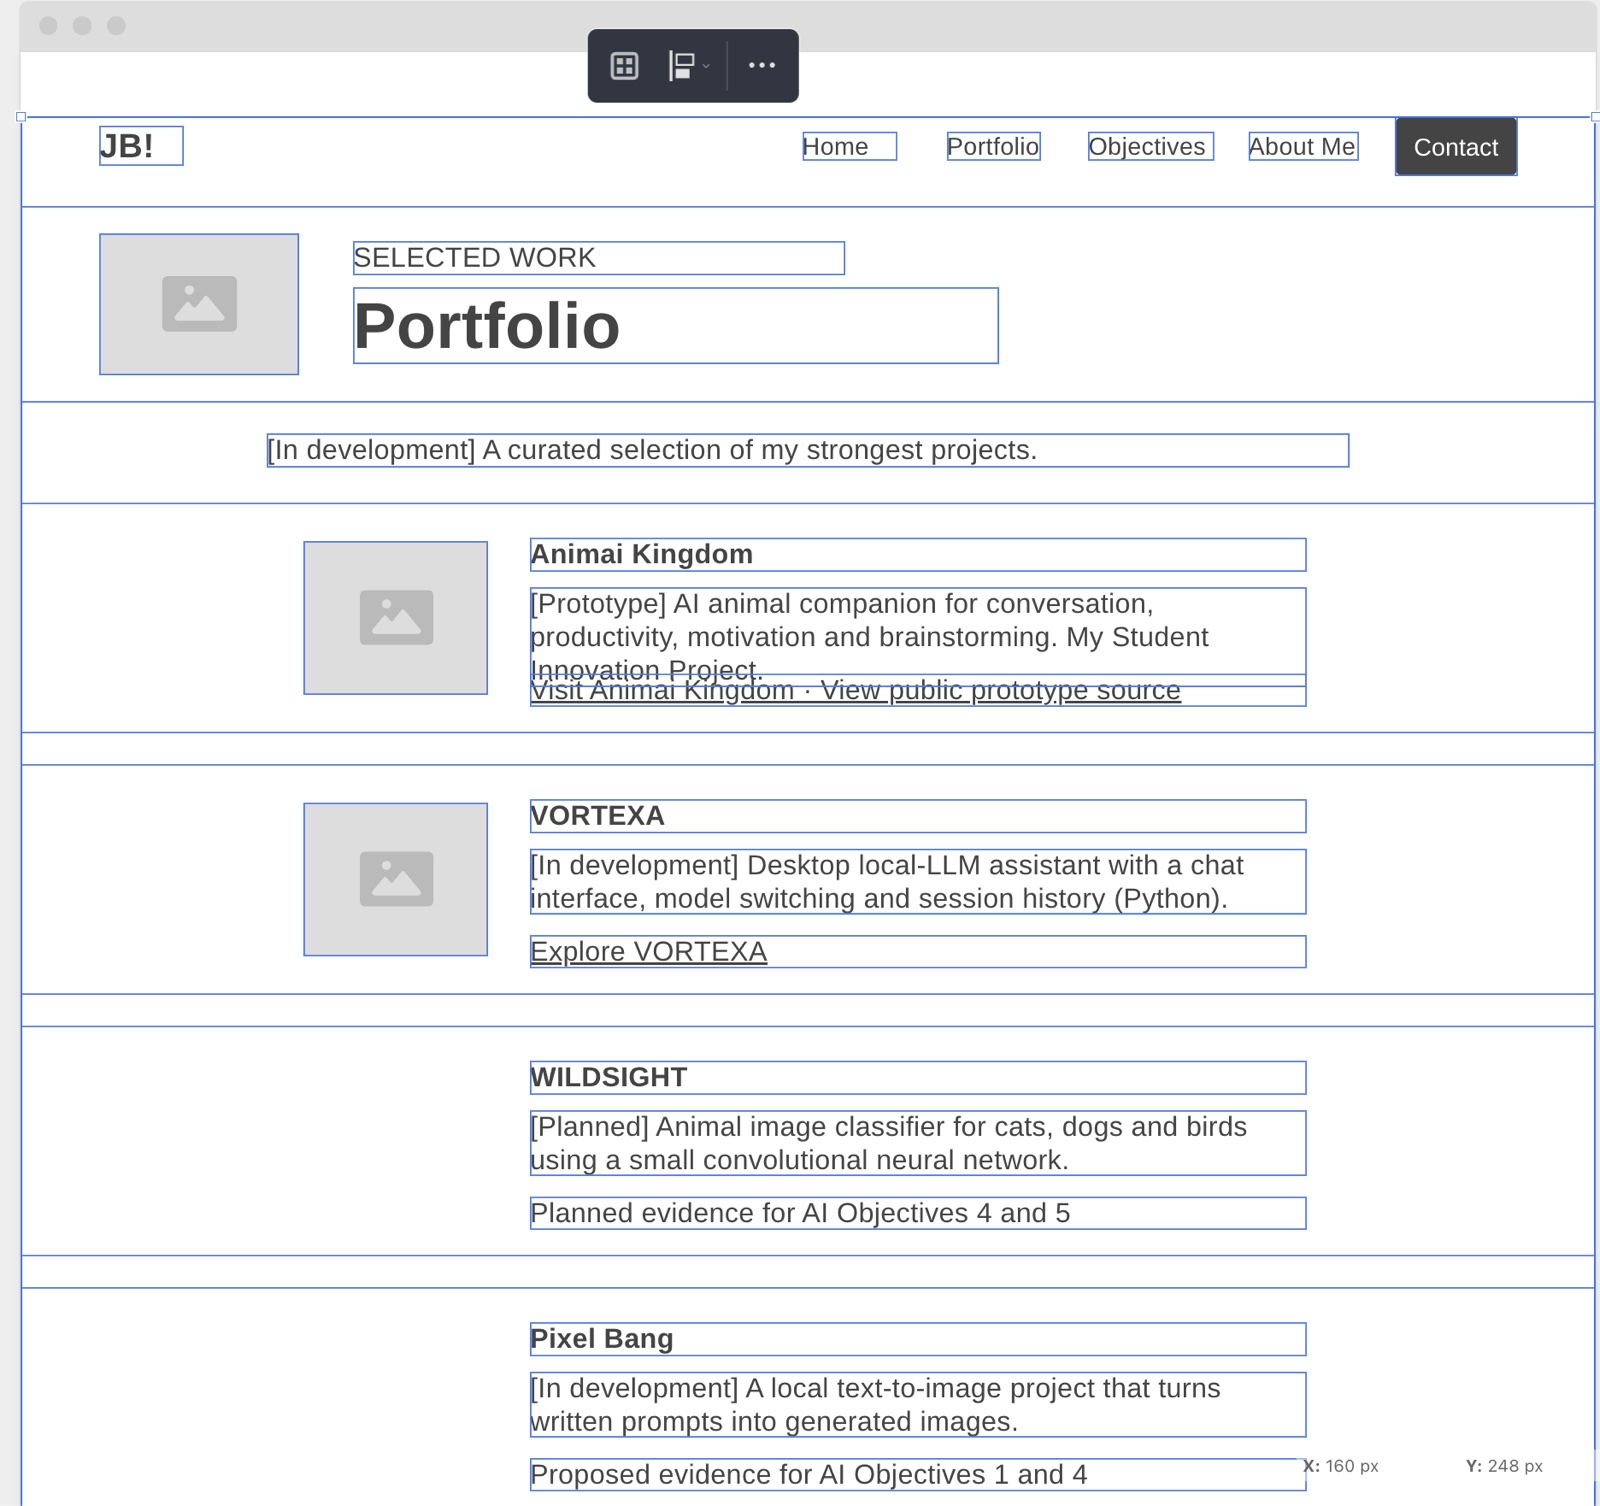 JB!
Home
Portfolio
Objectives
About Me
Contact
SELECTED WORK
Portfolio
[In development] A curated selection of my strongest projects.
Animai Kingdom
[Prototype] AI animal companion for conversation,
productivity, motivation and brainstorming. My Student
Innovation Project.
Visit Animai Kingdom · View public prototype source
VORTEXA
[In development] Desktop local-LLM assistant with a chat
interface, model switching and session history (Python).
Explore VORTEXA
WILDSIGHT
[Planned] Animal image classifier for cats, dogs and birds
using a small convolutional neural network.
Planned evidence for AI Objectives 4 and 5
Pixel Bang
[In development] A local text-to-image project that turns
written prompts into generated images.
Proposed evidence for AI Objectives 1 and 4
X: 160 px
Y: 248 px